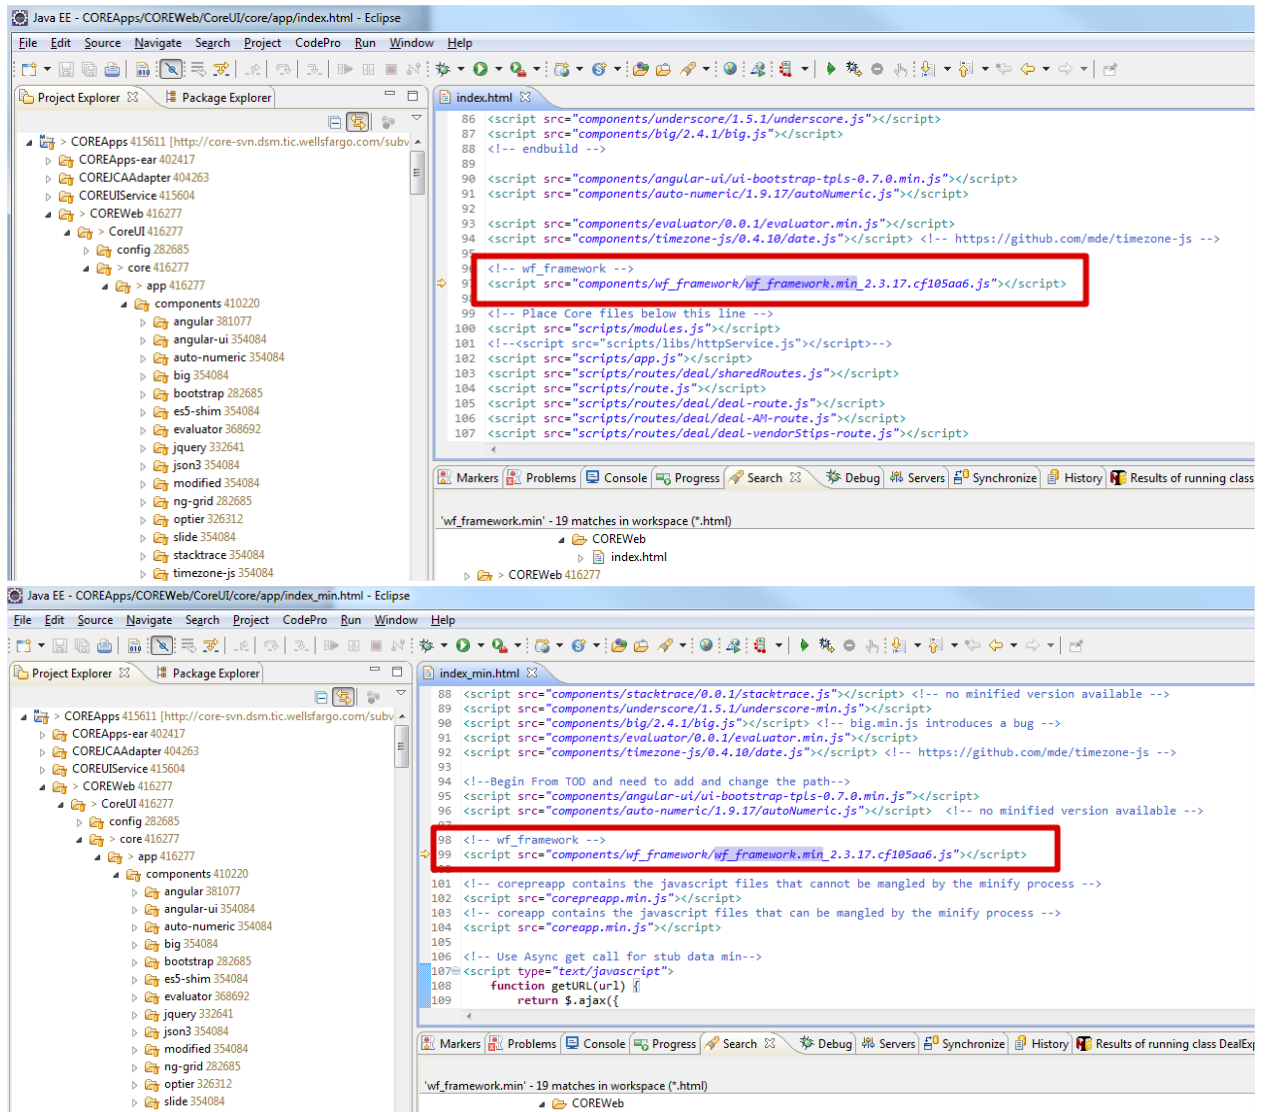 Java EE - COREApps/COREWeb/CoreUI/core/app/index.html - Eclipse
File Edit Source Navigate Search Project CodePro Run Window Help
Project Explorer Package Explorer
COREApps 415611 [http://core-svn.dsm.tic.wellsfargo.com/subv
COREApps-ear 402417
COREJCAAdapter 404263
COREUIService 415604
> COREWeb 416277
> CoreUI 416277
config 282685
> core 416277
> app 416277
components 410220
angular 381077
angular-ui 354084
auto-numeric 354084
big 354084
bootstrap 282685
es5-shim 354084
evaluator 368692
jquery 332641
json3 354084
modified 354084
ng-grid 282685
optier 326312
slide 354084
stacktrace 354084
timezone-js 354084
index.html
86 <script src="components/underscore/1.5.1/underscore.js"></script>
87 <script src="components/big/2.4.1/big.js"></script>
88 <!-- endbuild -->
89
90 <script src="components/angular-ui/ui-bootstrap-tpls-0.7.0.min.js"></script>
91 <script src="components/auto-numeric/1.9.17/autoNumeric.js"></script>
92
93 <script src="components/evaluator/0.0.1/evaluator.min.js"></script>
94 <script src="components/timezone-js/0.4.10/date.js"></script> <!-- https://github.com/mde/timezone-js -->
95
96 <!-- wf_framework -->
97 <script src="components/wf_framework/wf_framework.min_2.3.17.cf105aa6.js"></script>
98
99 <!-- Place Core files below this line -->
100 <script src="scripts/modules.js"></script>
101 <!--<script src="scripts/libs/httpService.js"></script>-->
102 <script src="scripts/app.js"></script>
103 <script src="scripts/routes/deal/sharedRoutes.js"></script>
104 <script src="scripts/route.js"></script>
105 <script src="scripts/routes/deal/deal-route.js"></script>
106 <script src="scripts/routes/deal/deal-AM-route.js"></script>
107 <script src="scripts/routes/deal/deal-vendorStips-route.js"></script>
Markers Problems Console Progress Search Debug Servers Synchronize History Results of running class
'wf_framework.min' - 19 matches in workspace (*.html)
COREWeb
index.html
> COREWeb 416277
Java EE - COREApps/COREWeb/CoreUI/core/app/index_min.html - Eclipse
File Edit Source Navigate Search Project CodePro Run Window Help
Project Explorer Package Explorer
> COREApps 415611 [http://core-svn.dsm.tic.wellsfargo.com/subv
COREApps-ear 402417
COREJCAAdapter 404263
COREUIService 415604
> COREWeb 416277
> CoreUI 416277
config 282685
> core 416277
> app 416277
components 410220
angular 381077
angular-ui 354084
auto-numeric 354084
big 354084
bootstrap 282685
es5-shim 354084
evaluator 368692
jquery 332641
json3 354084
modified 354084
ng-grid 282685
optier 326312
slide 354084
index_min.html
88 <script src="components/stacktrace/0.0.1/stacktrace.js"></script> <!-- no minified version available -->
89 <script src="components/underscore/1.5.1/underscore-min.js"></script>
90 <script src="components/big/2.4.1/big.js"></script> <!-- big.min.js introduces a bug -->
91 <script src="components/evaluator/0.0.1/evaluator.min.js"></script>
92 <script src="components/timezone-js/0.4.10/date.js"></script> <!-- https://github.com/mde/timezone-js -->
93
94 <!--Begin From TOD and need to add and change the path-->
95 <script src="components/angular-ui/ui-bootstrap-tpls-0.7.0.min.js"></script>
96 <script src="components/auto-numeric/1.9.17/autoNumeric.js"></script> <!-- no minified version available -->
97
98 <!-- wf_framework -->
99 <script src="components/wf_framework/wf_framework.min_2.3.17.cf105aa6.js"></script>
101 <!-- corepreapp contains the javascript files that cannot be mangled by the minify process -->
102 <script src="corepreapp.min.js"></script>
103 <!-- coreapp contains the javascript files that can be mangled by the minify process -->
104 <script src="coreapp.min.js"></script>
105
106 <!-- Use Async get call for stub data min-->
107 <script type="text/javascript">
108 function getURL(url) {
109 return $.ajax({
Markers Problems Console Progress Search Debug Servers Synchronize History Results of running class DealExp
'wf_framework.min' - 19 matches in workspace (*.html)
COREWeb